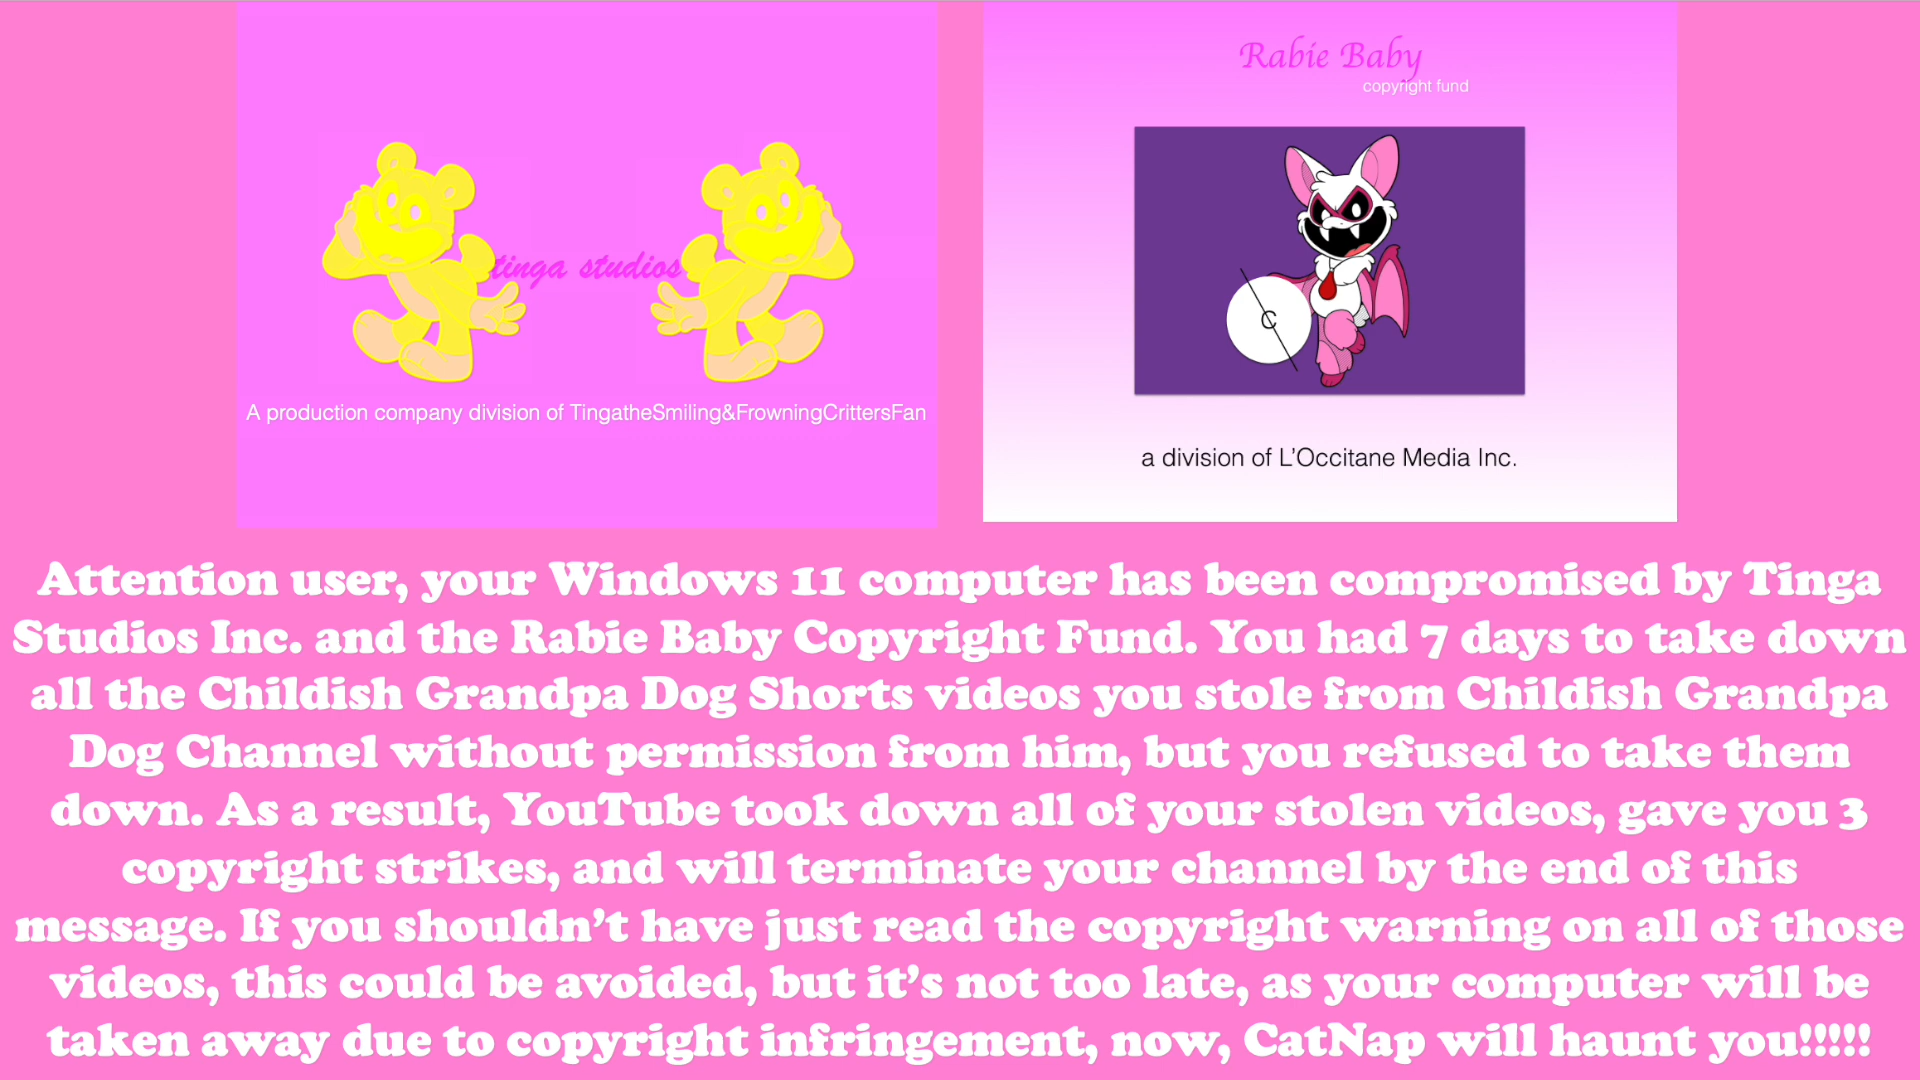 tinga studios
A production company division of TingatheSmiling&FrowningCrittersFan
Rabie Baby
copyright fund
C
a division of L'Occitane Media Inc.
Attention user, your Windows 11 computer has been compromised by Tinga
Studios Inc. and the Rabie Baby Copyright Fund. You had 7 days to take down
all the Childish Grandpa Dog Shorts videos you stole from Childish Grandpa
Dog Channel without permission from him, but you refused to take them
down. As a result, YouTube took down all of your stolen videos, gave you 3
copyright strikes, and will terminate your channel by the end of this
message. If you shouldn't have just read the copyright warning on all of those
videos, this could be avoided, but it's not too late, as your computer will be
taken away due to copyright infringement, now, CatNap will haunt you!!!!!